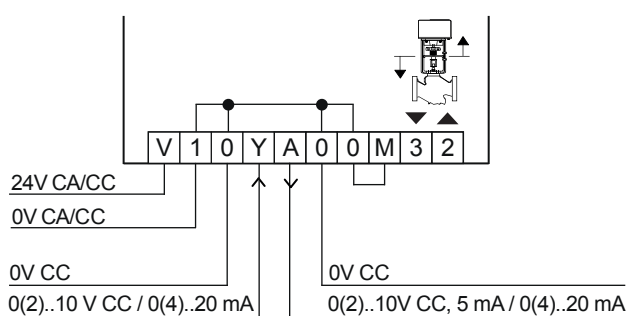 V 1 0 Y A 0 0 M 3 2
24V CA/CC
0V CA/CC
0V CC
0(2)..10 V CC / 0(4)..20 mA
0V CC
0(2)..10V CC, 5 mA / 0(4)..20 mA